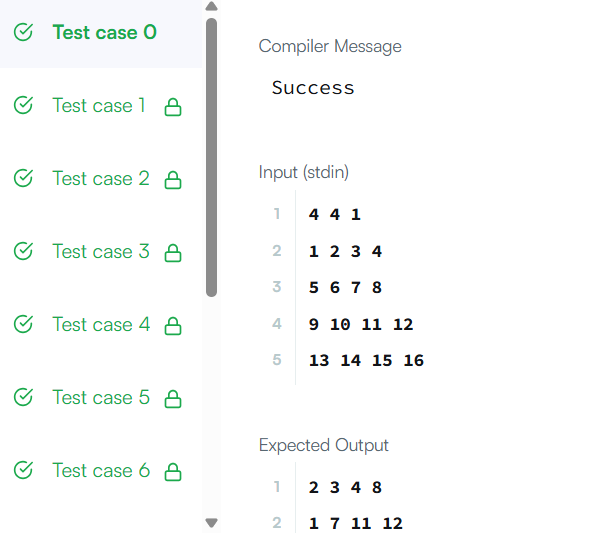 Test case 0
Test case 1
Test case 2
Test case 3
Test case 4
Test case 5
Test case 6
Compiler Message
Success
Input (stdin)
1 4 4 1
2 1 2 3 4
3 5 6 7 8
4 9 10 11 12
5 13 14 15 16
Expected Output
1 2 3 4 8
2 1 7 11 12